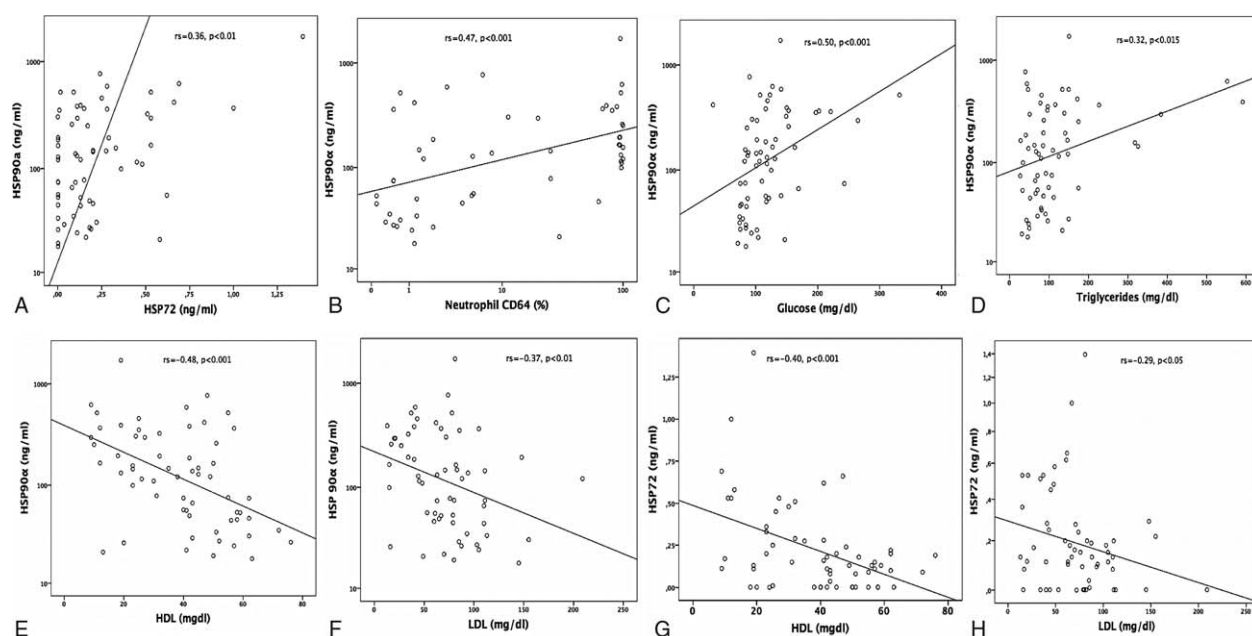 rs=0.36, p<0.01
HSP90a (ng/ml)
1000
100
10
,00 ,25 ,50 ,75 1,00 1,25
HSP72 (ng/ml)
A
rs=0.47, p<0.001
HSP90α (ng/ml)
1000
100
10
0 1 10 100
Neutrophil CD64 (%)
B
rs=0.50, p<0.001
HSP90α (ng/ml)
1000
100
10
0 100 200 300 400
Glucose (mg/dl)
C
rs=0.32, p<0.015
HSP90α (ng/ml)
1000
100
10
0 100 200 300 400 500 600
Triglycerides (mg/dl)
D
rs=-0.48, p<0.001
HSP90α (ng/ml)
1000
100
10
0 20 40 60 80
HDL (mgdl)
E
rs=-0.37, p<0.01
HSP 90α (ng/ml)
1000
100
10
0 50 100 150 200 250
LDL (mg/dl)
F
rs=-0.40, p<0.001
HSP72 (ng/ml)
1,25
1,00
,75
,50
,25
,00
0 20 40 60 80
HDL (mgdl)
G
rs=-0.29, p<0.05
HSP72 (ng/ml)
1,4
1,0
,8
,6
,4
,2
,0
0 50 100 150 200 250
LDL (mg/dl)
H